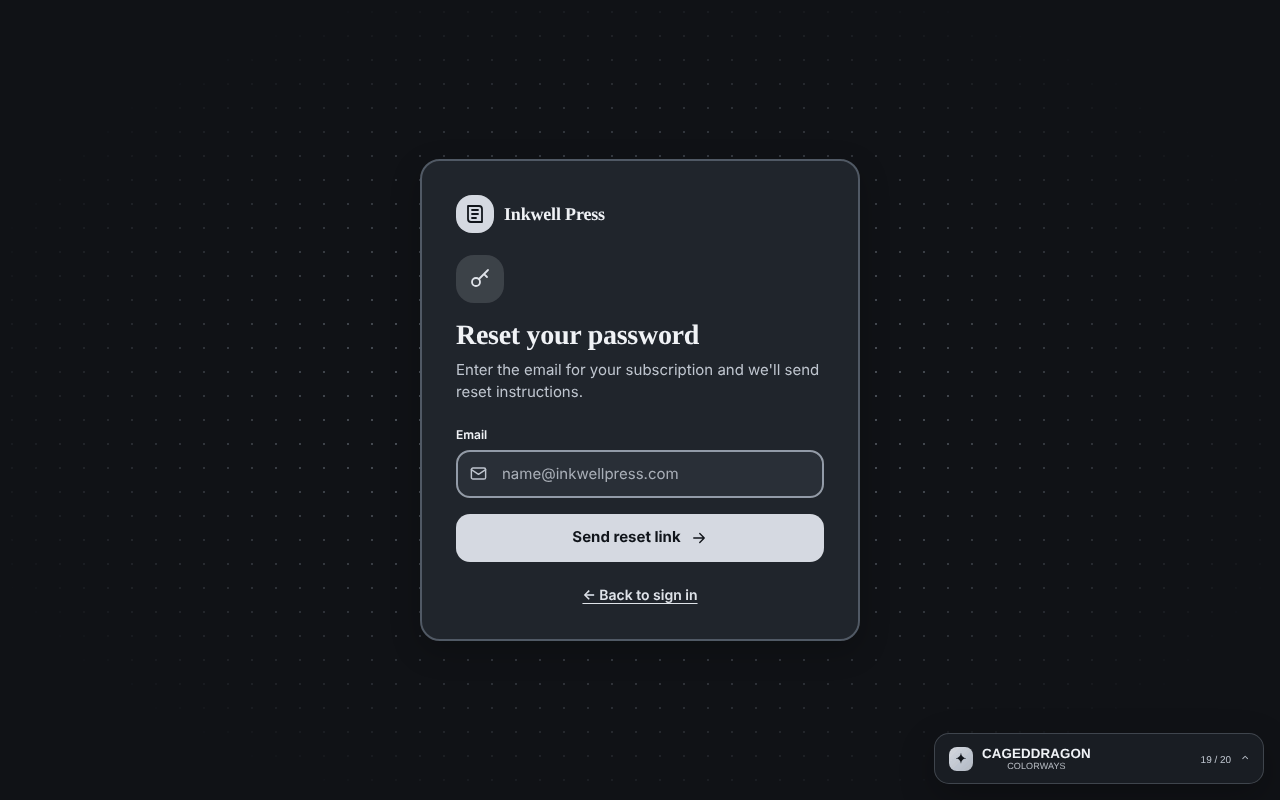 Inkwell Press
Reset your password
Enter the email for your subscription and we'll send
reset instructions.
Email
name@inkwellpress.com
Send reset link →
← Back to sign in
CAGEDDRAGON
COLORWAYS
19 / 20